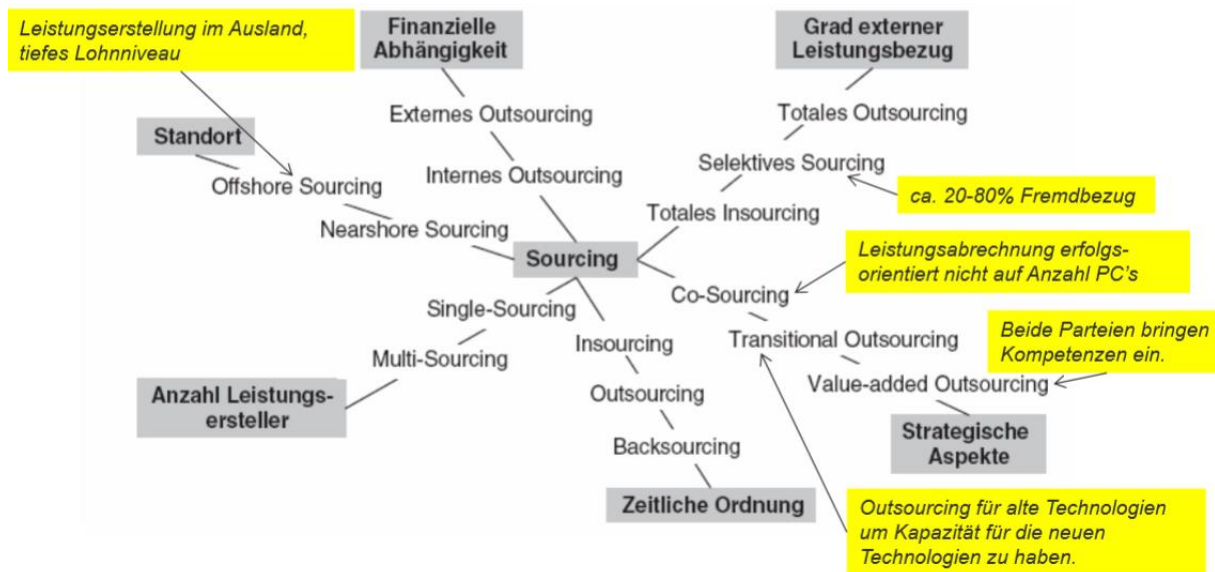 Leistungserstellung im Ausland,
tiefes Lohnniveau
Finanzielle
Abhängigkeit
Grad externer
Leistungsbezug
Externes Outsourcing
Totales Outsourcing
Standort
Selektives Sourcing
Offshore Sourcing
Internes Outsourcing
ca. 20-80% Fremdbezug
Totales Insourcing
Nearshore Sourcing
Sourcing
Leistungsabrechnung erfolgs-
orientiert nicht auf Anzahl PC's
Co-Sourcing
Single-Sourcing
Insourcing
Transitional Outsourcing
Beide Parteien bringen
Kompetenzen ein.
Multi-Sourcing
Value-added Outsourcing
Anzahl Leistungs-
ersteller
Outsourcing
Strategische
Aspekte
Backsourcing
Zeitliche Ordnung
Outsourcing für alte Technologien
um Kapazität für die neuen
Technologien zu haben.